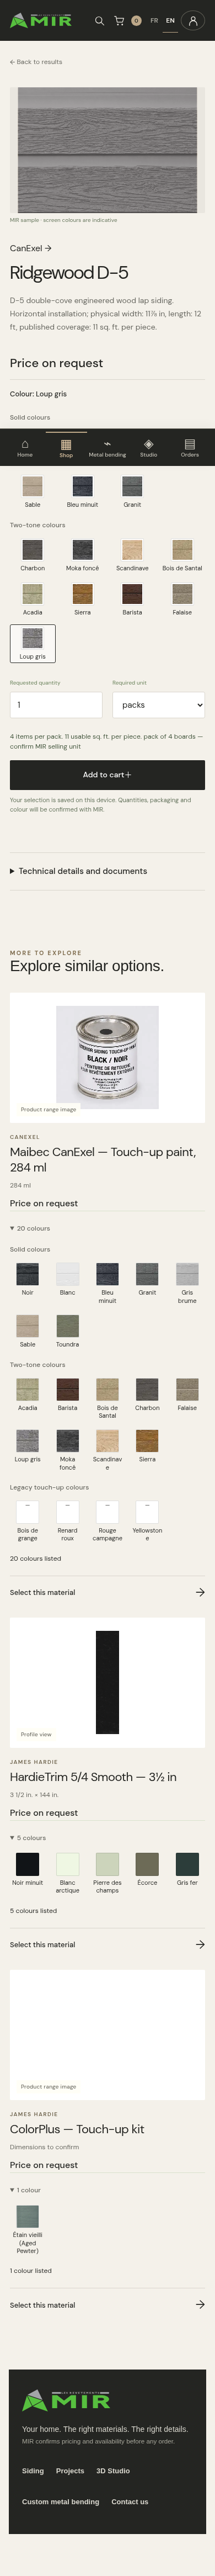 MIR
0
FR
EN
← Back to results
MIR sample · screen colours are indicative
CanExel →
Ridgewood D-5
D-5 double-cove engineered wood lap siding.
Horizontal installation; physical width: 11⅞ in, length: 12
ft, published coverage: 11 sq. ft. per piece.
Price on request
Colour: Loup gris
Solid colours
Home
Shop
Metal bending
Studio
Orders
Sable
Bleu minuit
Granit
Two-tone colours
Charbon
Moka foncé
Scandinave
Bois de Santal
Acadia
Sierra
Barista
Falaise
Loup gris
Requested quantity
Required unit
1
packs
4 items per pack. 11 usable sq. ft. per piece. pack of 4 boards —
confirm MIR selling unit
Add to cart +
Your selection is saved on this device. Quantities, packaging and
colour will be confirmed with MIR.
▶ Technical details and documents
MORE TO EXPLORE
Explore similar options.
BLACK / NOIR
Product range image
CANEXEL
Maibec CanExel — Touch-up paint,
284 ml
284 ml
Price on request
▼ 20 colours
Solid colours
Noir
Blanc
Bleu
minuit
Granit
Gris
brume
Sable
Toundra
Two-tone colours
Acadia
Barista
Bois de
Santal
Charbon
Falaise
Loup gris
Moka
foncé
Scandinav
e
Sierra
Legacy touch-up colours
Bois de
grange
Renard
roux
Rouge
campagne
Yellowston
e
20 colours listed
Select this material →
Profile view
JAMES HARDIE
HardieTrim 5/4 Smooth — 3½ in
3 1/2 in. × 144 in.
Price on request
▼ 5 colours
Noir minuit
Blanc
arctique
Pierre des
champs
Écorce
Gris fer
5 colours listed
Select this material →
Product range image
JAMES HARDIE
ColorPlus — Touch-up kit
Dimensions to confirm
Price on request
▼ 1 colour
Étain vieilli
(Aged
Pewter)
1 colour listed
Select this material →
MIR
Your home. The right materials. The right details.
MIR confirms pricing and availability before any order.
Siding
Projects
3D Studio
Custom metal bending
Contact us